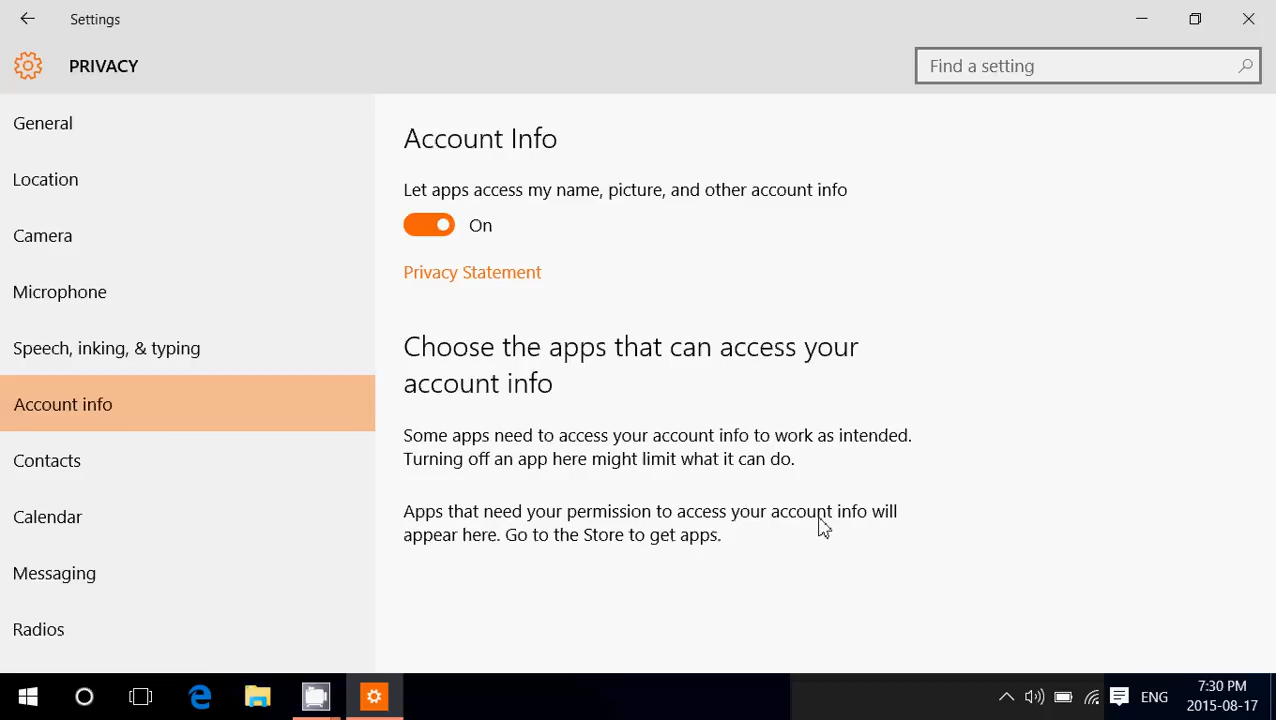 Settings
PRIVACY
Find a setting
General
Location
Camera
Microphone
Speech, inking, & typing
Account info
Contacts
Calendar
Messaging
Radios
Account Info
Let apps access my name, picture, and other account info
On
Privacy Statement
Choose the apps that can access your
account info
Some apps need to access your account info to work as intended.
Turning off an app here might limit what it can do.
Apps that need your permission to access your account info will
appear here. Go to the Store to get apps.
ENG
7:30 PM
2015-08-17